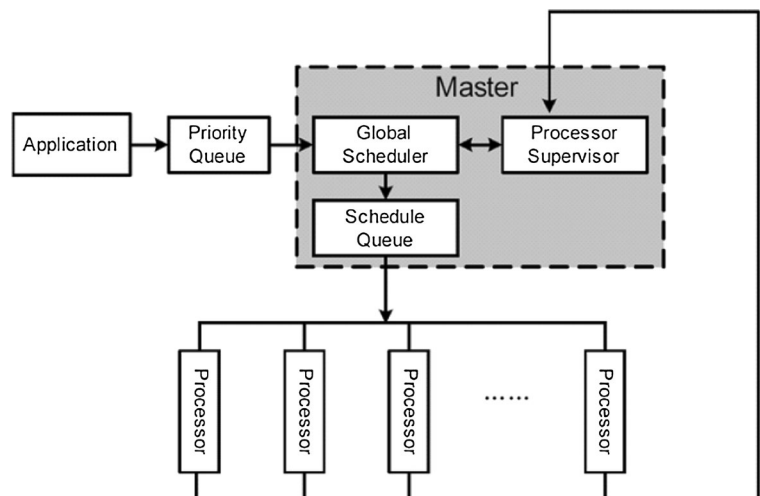 Master
Application
Priority
Queue
Global
Scheduler
Processor
Supervisor
Schedule
Queue
Processor
Processor
Processor
......
Processor